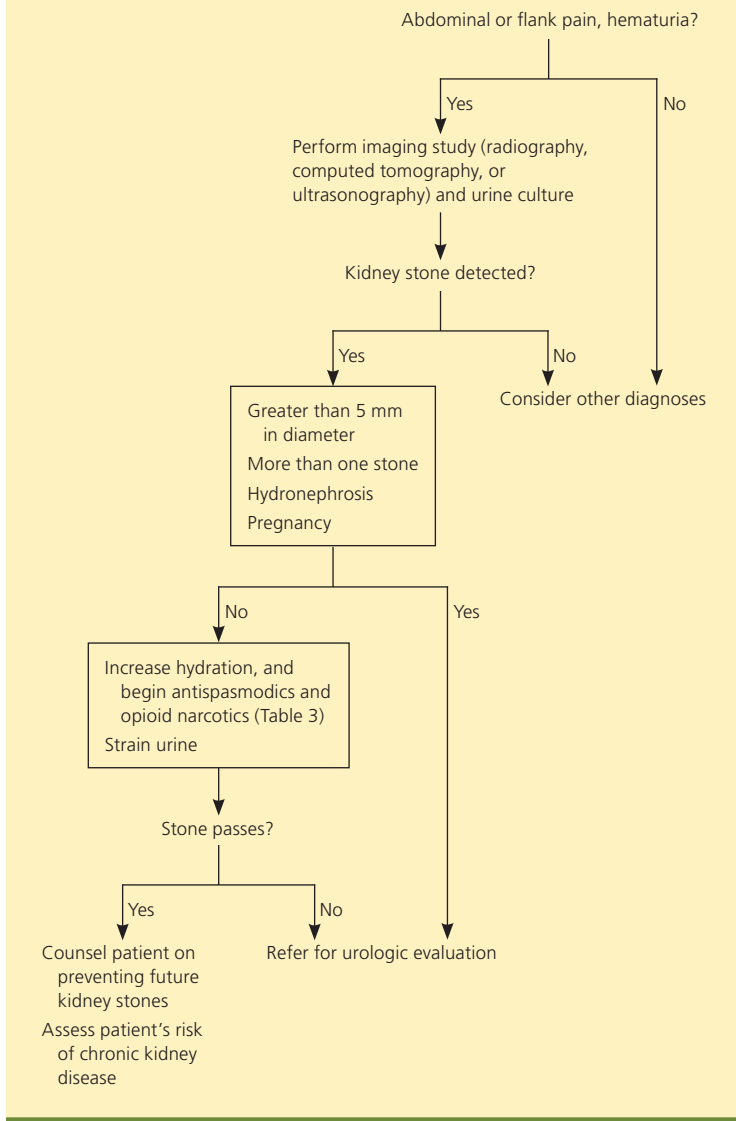 Abdominal or flank pain, hematuria?
Yes
No
Perform imaging study (radiography,
computed tomography, or
ultrasonography) and urine culture
Kidney stone detected?
Yes
No
Consider other diagnoses
Greater than 5 mm
in diameter
More than one stone
Hydronephrosis
Pregnancy
No
Yes
Increase hydration, and
begin antispasmodics and
opioid narcotics (Table 3)
Strain urine
Stone passes?
Yes
No
Counsel patient on
preventing future
kidney stones
Assess patient’s risk
of chronic kidney
disease
Refer for urologic evaluation